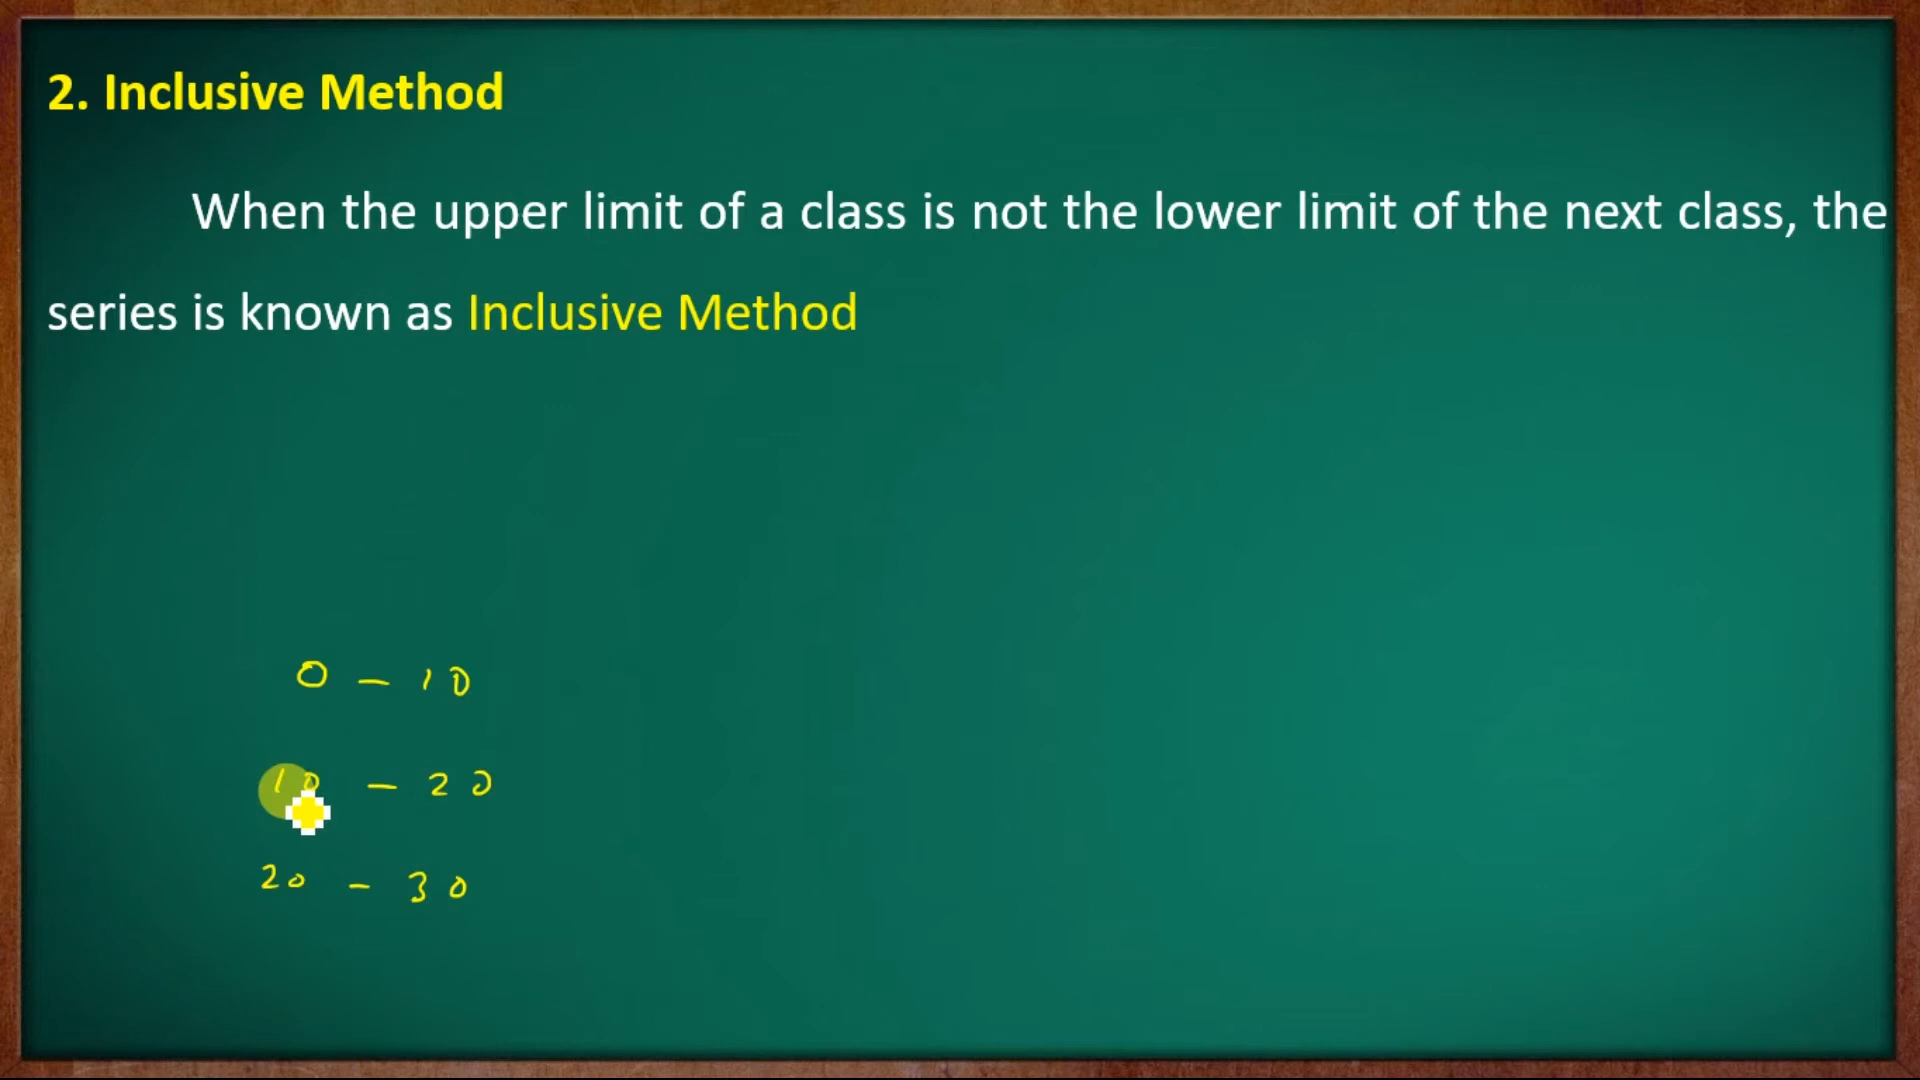 2. Inclusive Method
When the upper limit of a class is not the lower limit of the next class, the
series is known as Inclusive Method
0 – 10
10 – 20
20 – 30